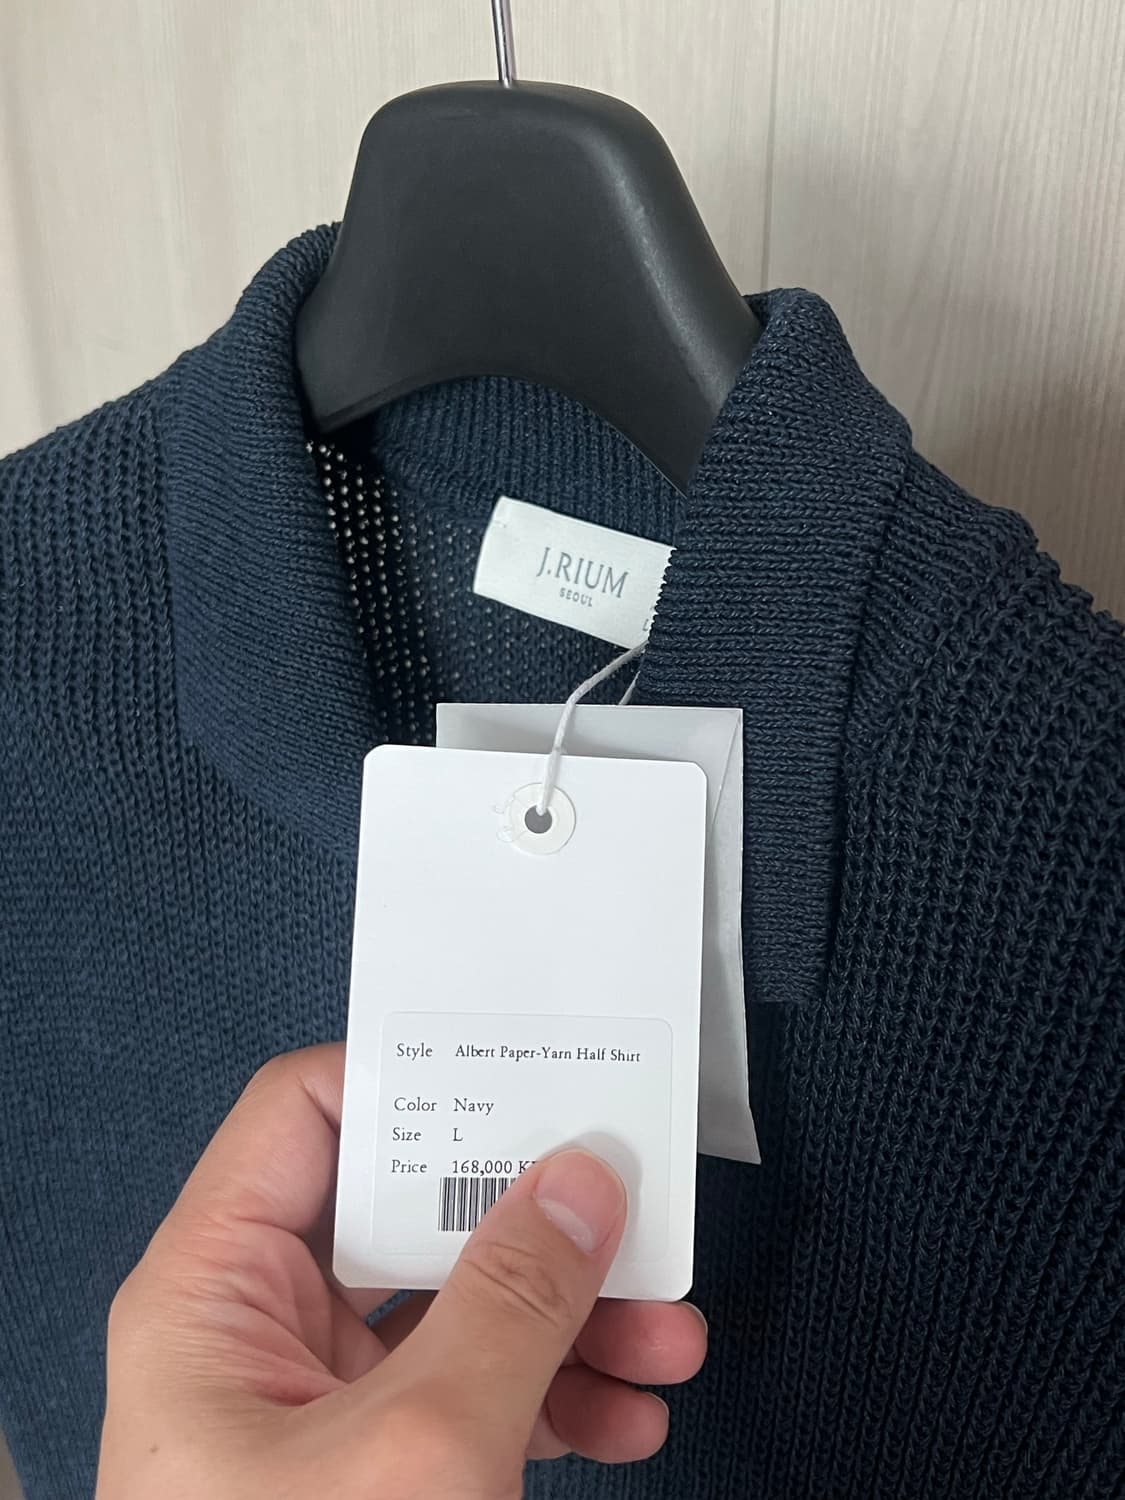 J.RIUM
SEOUL
Style Albert Paper-Yarn Half Shirt
Color Navy
Size L
Price 168,000